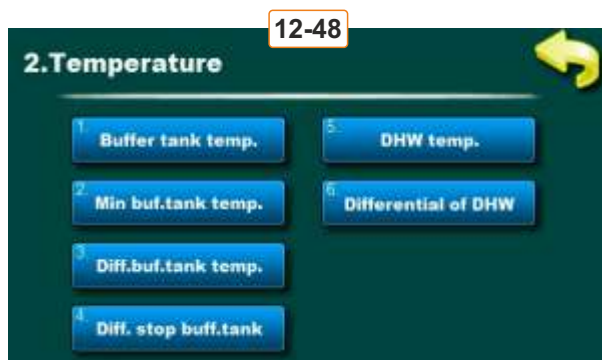 12-48
2.Temperature
1. Buffer tank temp.
2. Min buf.tank temp.
3. Diff.buf.tank temp.
4. Diff. stop buff.tank
5. DHW temp.
6. Differential of DHW